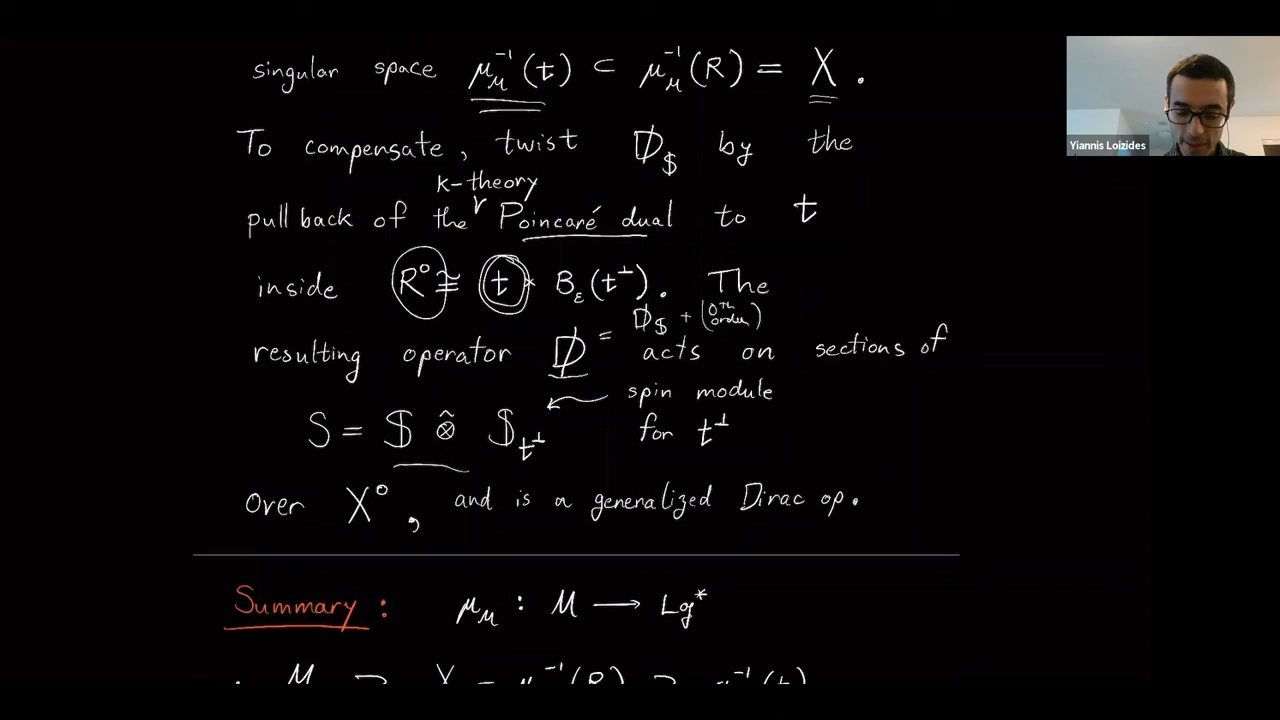 singular space μ_M⁻¹(t) ⊂ μ_M⁻¹(R) = X .
Yiannis Loizides
To compensate, twist D̸_$ by the
k-theory
pull back of the Poincaré dual to t
inside R° ≅ t × B_ε(t^⊥). The
D̸_$ + (0th order)
resulting operator D̸ = acts on sections of
spin module
S = $ ⊗̂ $_{t^⊥} for t^⊥
Over X°, and is a generalized Dirac op.
Summary : μ_M : M → Lg*
M ⊃ X = μ⁻¹(R) ⊃ μ⁻¹(t)